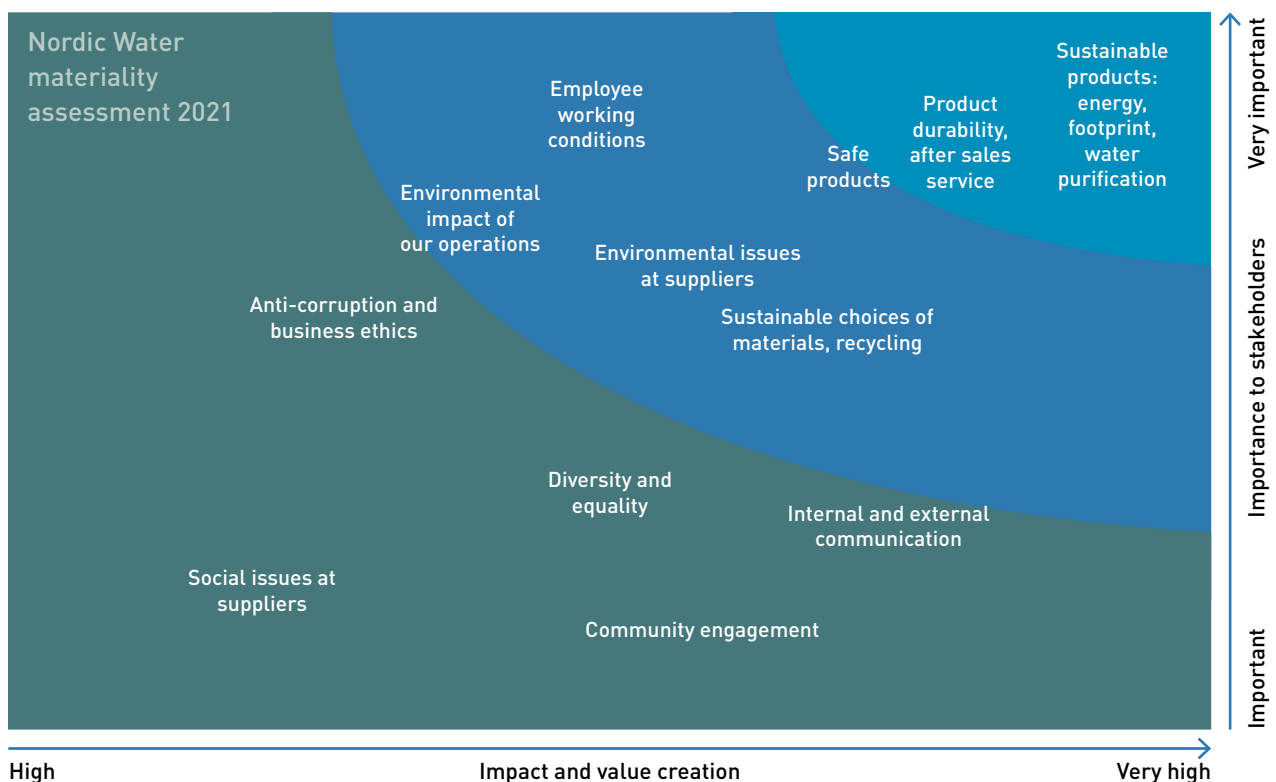 Nordic Water
materiality
assessment 2021
Employee
working
conditions
Safe
products
Product
durability,
after sales
service
Sustainable
products:
energy,
footprint,
water
purification
Environmental
impact of
our operations
Environmental issues
at suppliers
Anti-corruption and
business ethics
Sustainable choices of
materials, recycling
Diversity and
equality
Internal and external
communication
Social issues at
suppliers
Community engagement
Very important
Importance to stakeholders
Important
High
Impact and value creation
Very high